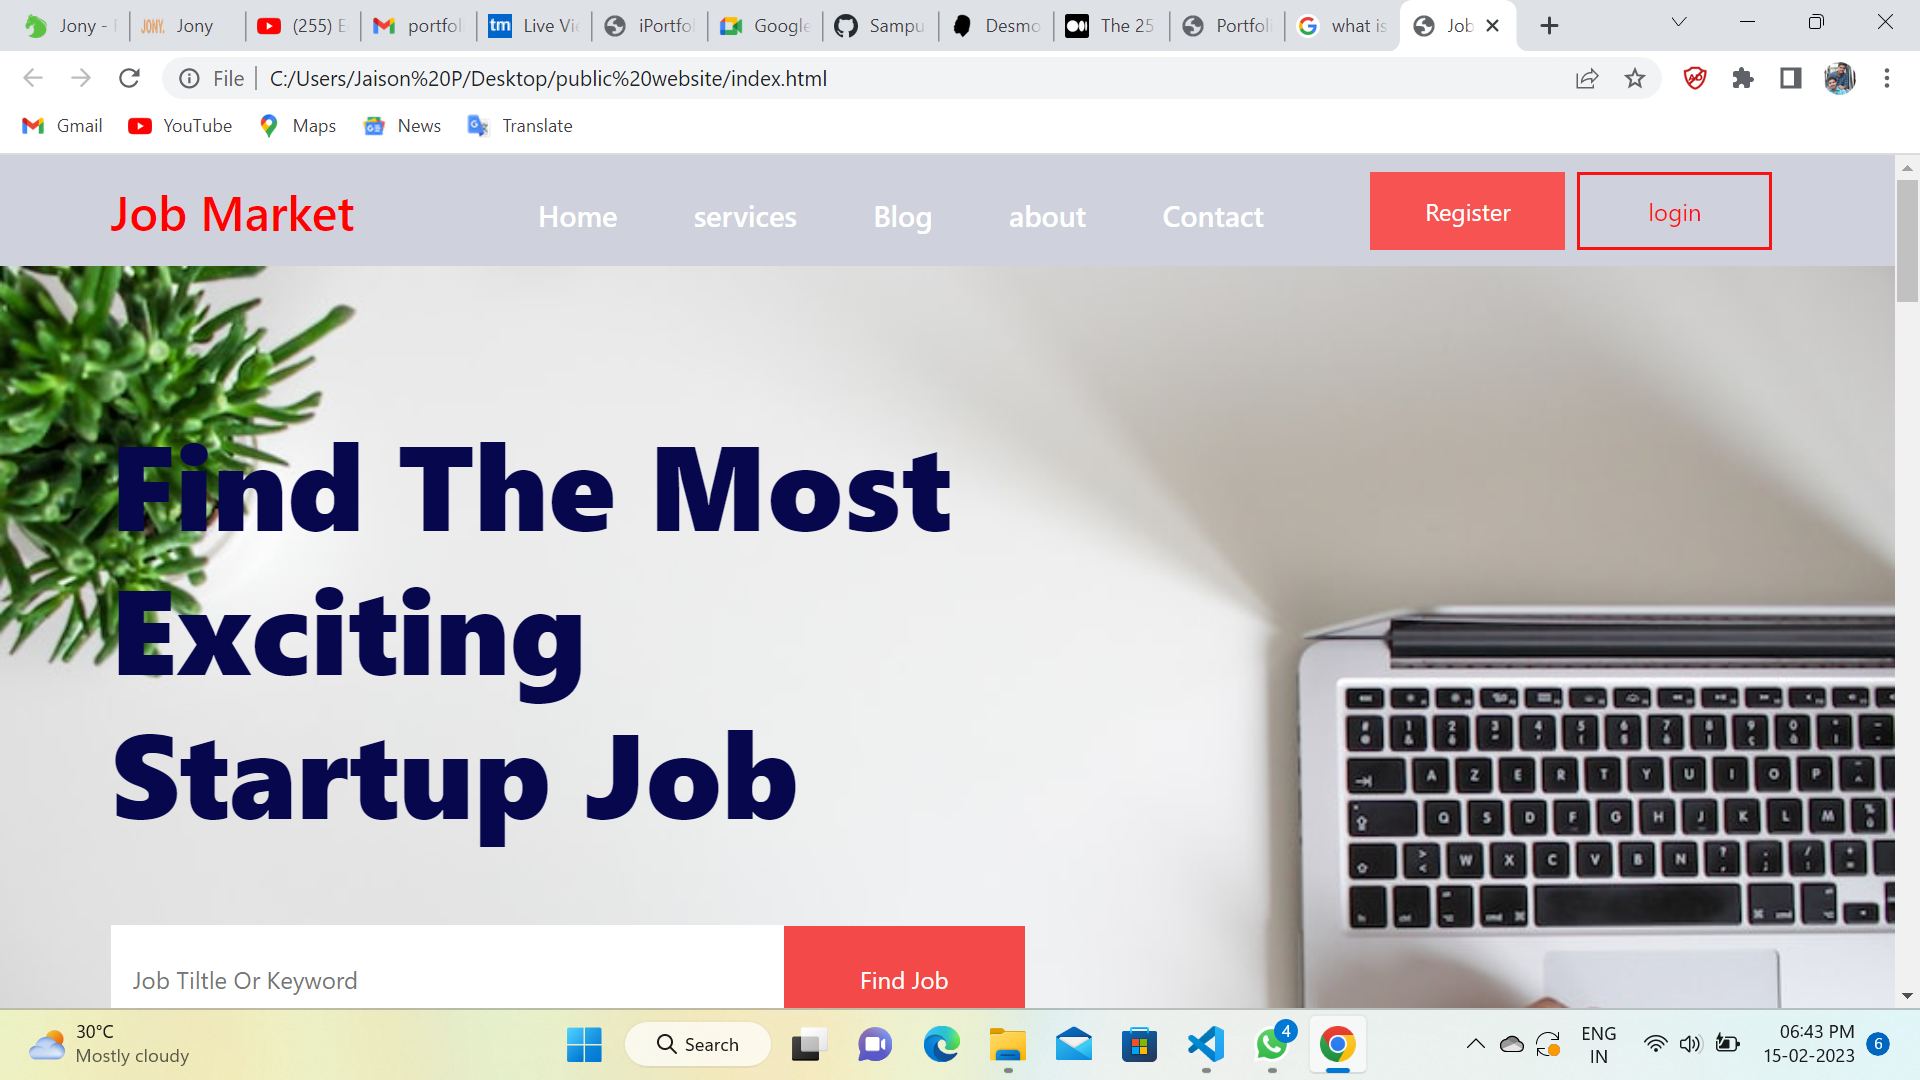 Jony -
Jony
(255) E
portfol
Live Vi
iPortfol
Google
Sampu
Desmo
The 25
Portfoli
what is
Job
File
C:/Users/Jaison%20P/Desktop/public%20website/index.html
Gmail
YouTube
Maps
News
Translate
Job Market
Home
services
Blog
about
Contact
Register
login
Find The Most
Exciting
Startup Job
Job Tiltle Or Keyword
Find Job
A Z E R T Y U I O P
Q S D F G H J K L M
W X C V B N
30°C
Mostly cloudy
Search
4
ENG
IN
06:43 PM
15-02-2023
6